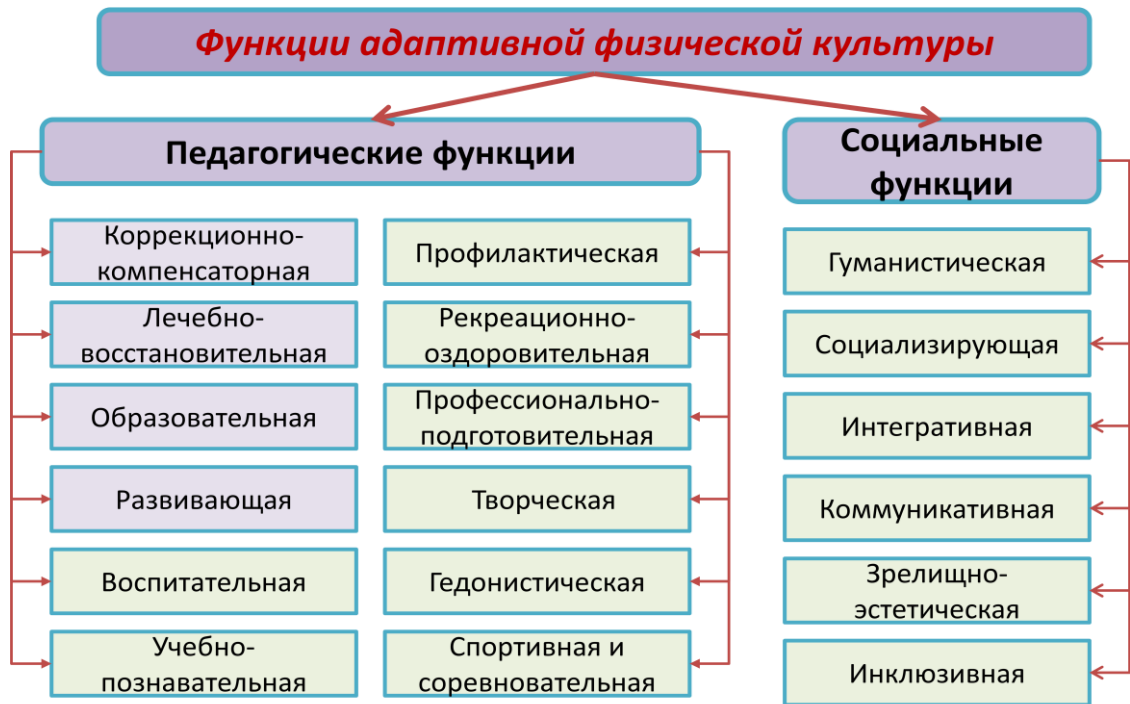 Функции адаптивной физической культуры
Педагогические функции
Коррекционно-
компенсаторная
Лечебно-
восстановительная
Образовательная
Развивающая
Воспитательная
Учебно-
познавательная
Профилактическая
Рекреационно-
оздоровительная
Профессионально-
подготовительная
Творческая
Гедонистическая
Спортивная и
соревновательная
Социальные
функции
Гуманистическая
Социализирующая
Интегративная
Коммуникативная
Зрелищно-
эстетическая
Инклюзивная